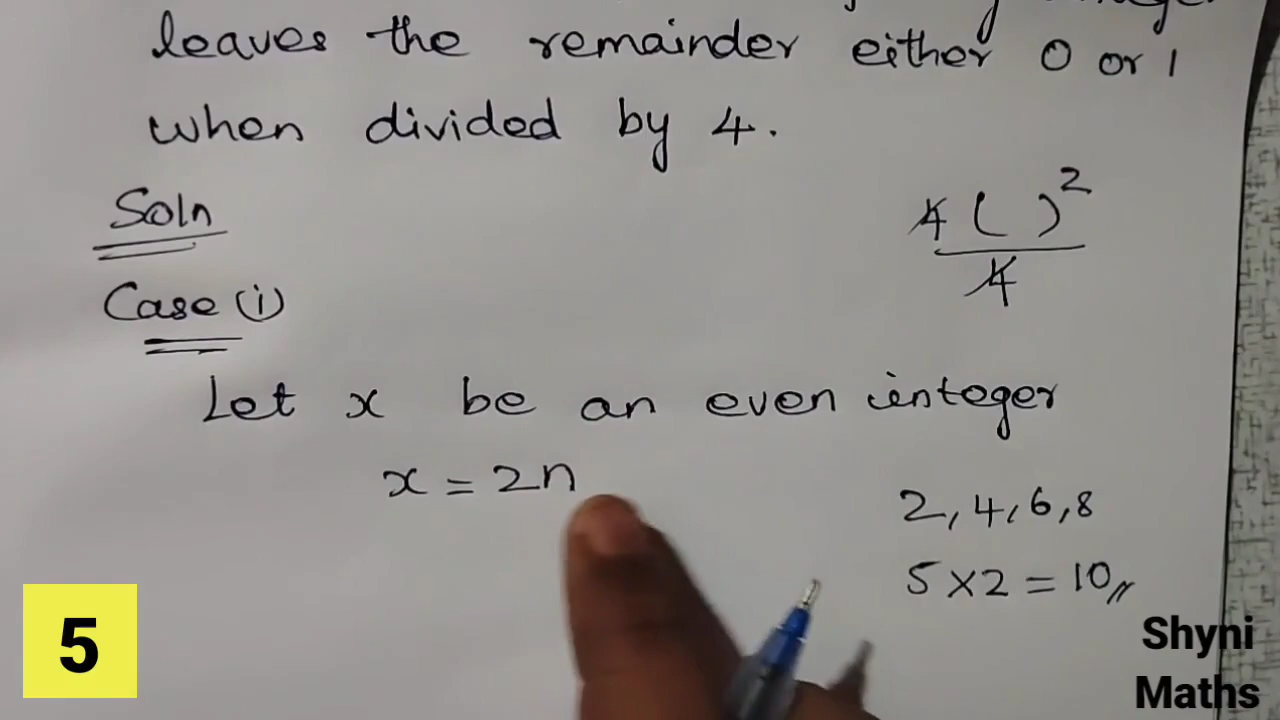 leaves the remainder either 0 or 1
when divided by 4.
Soln
4 ( )²
4
Case (i)
Let x be an even integer
x = 2n
2, 4, 6, 8
5 × 2 = 10
5
Shyni
Maths